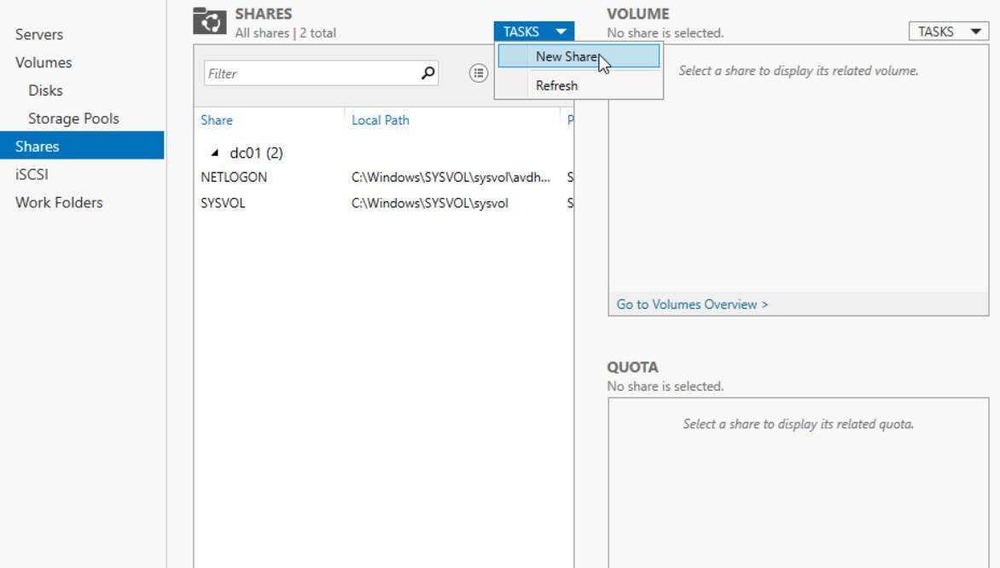 Servers
Volumes
Disks
Storage Pools
Shares
iSCSI
Work Folders
SHARES
All shares | 2 total
TASKS
New Share...
Refresh
Filter
Share Local Path P
dc01 (2)
NETLOGON C:\Windows\SYSVOL\sysvol\avdh... S
SYSVOL C:\Windows\SYSVOL\sysvol S
VOLUME
No share is selected.
TASKS
Select a share to display its related volume.
Go to Volumes Overview >
QUOTA
No share is selected.
Select a share to display its related quota.